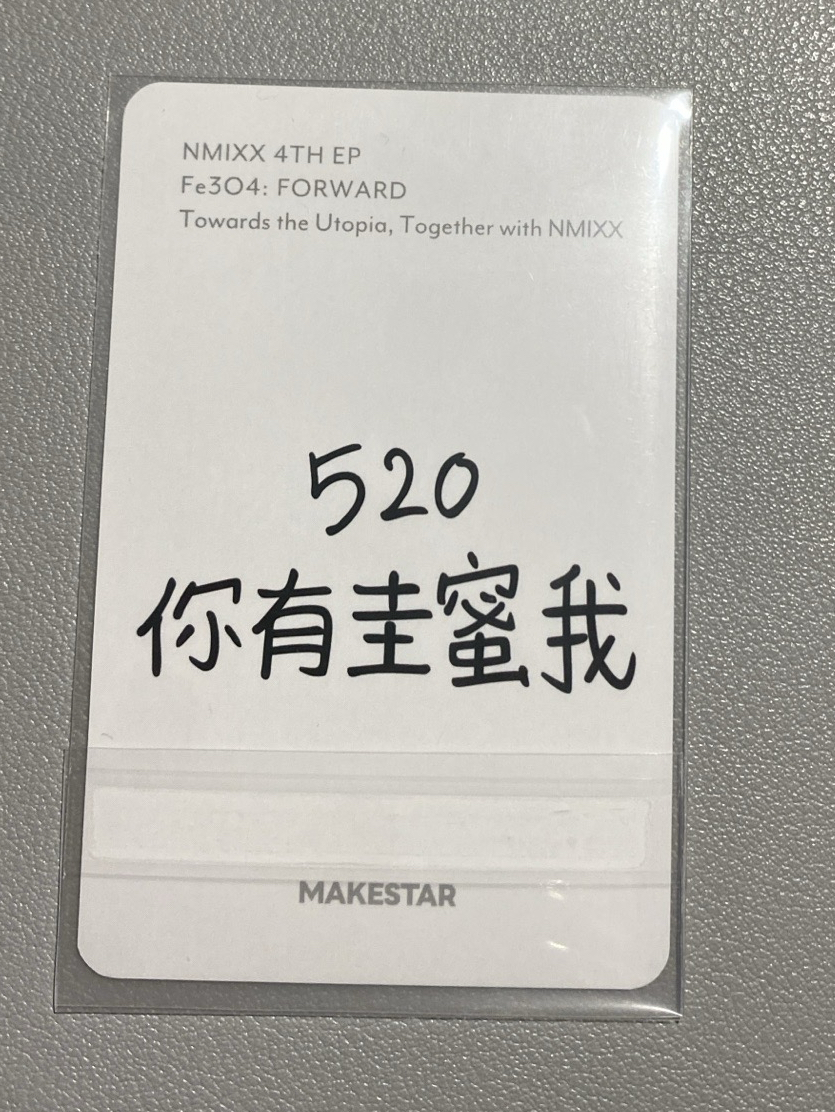 NMIXX 4TH EP
Fe3O4: FORWARD
Towards the Utopia, Together with NMIXX
520
你有圭蜜我
MAKESTAR